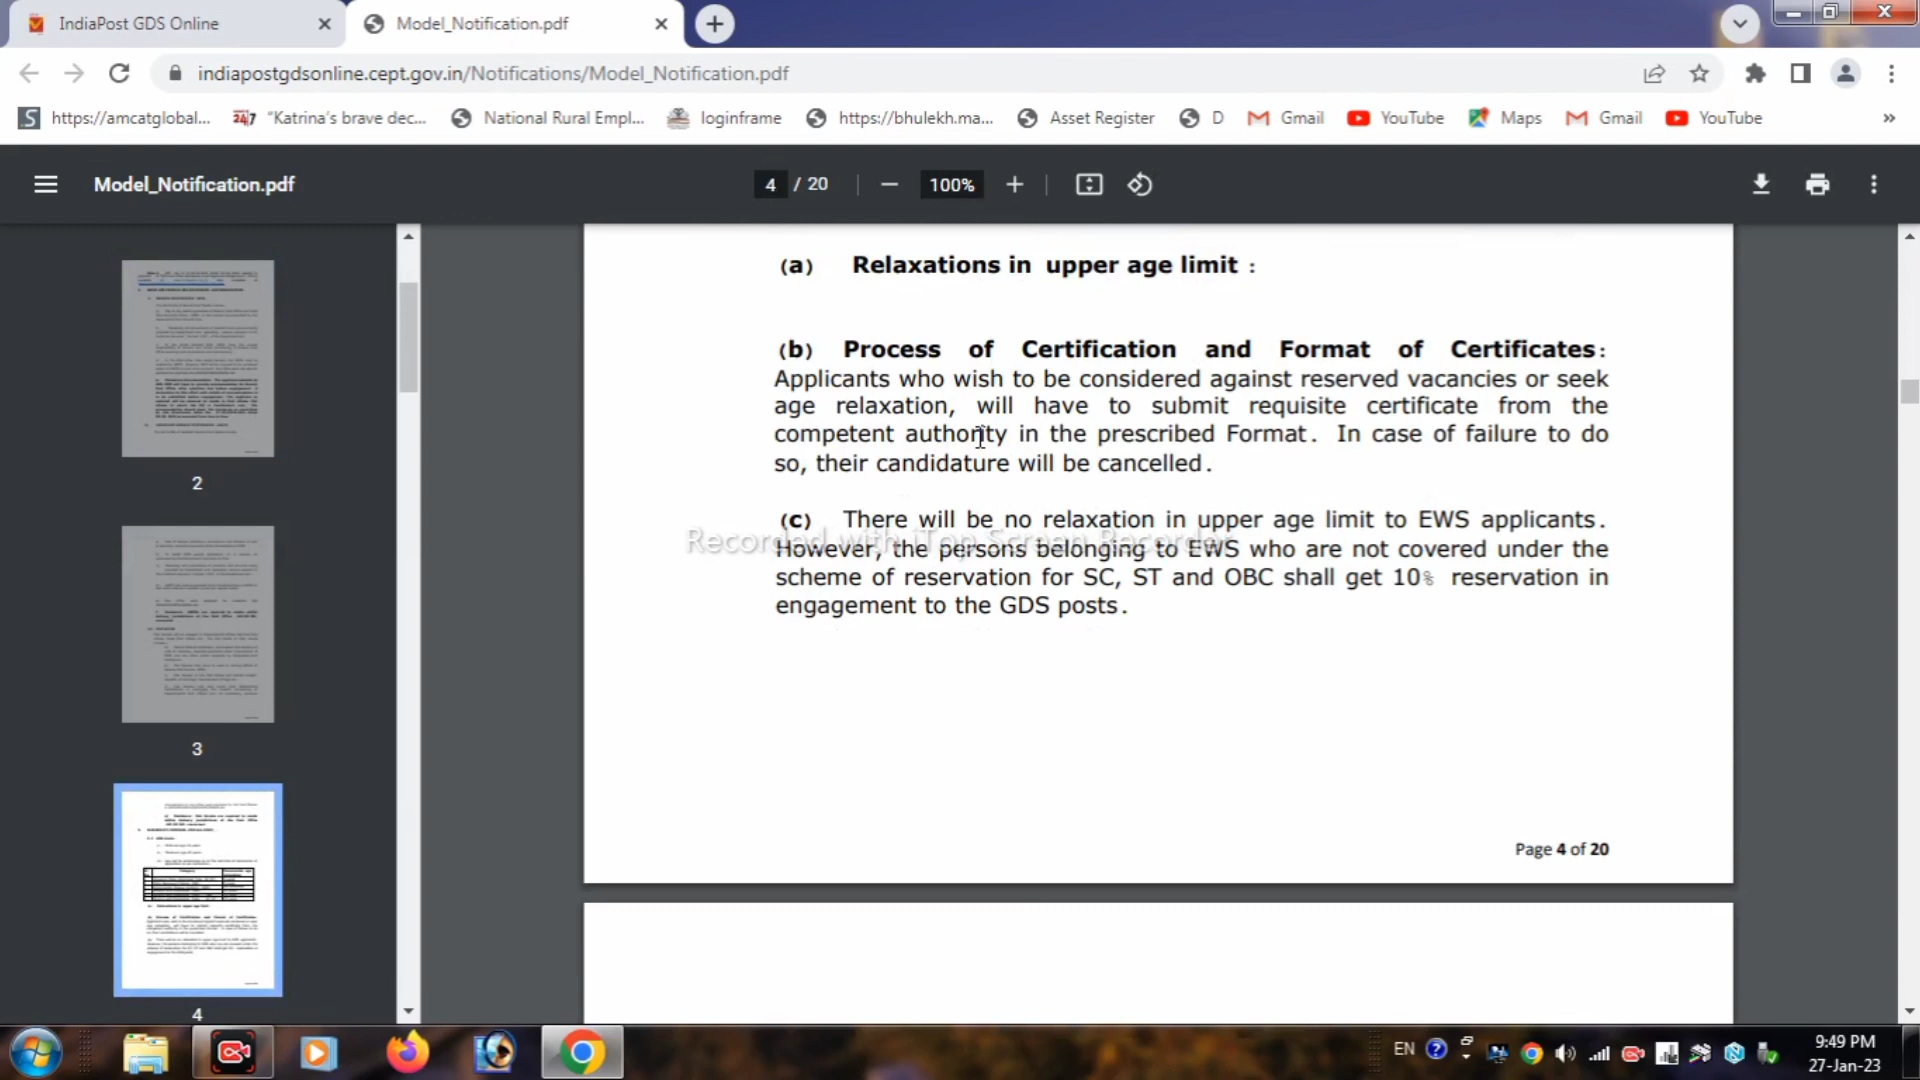 IndiaPost GDS Online
Model_Notification.pdf
indiapostgdsonline.cept.gov.in/Notifications/Model_Notification.pdf
https://amcatglobal...
24/7 "Katrina's brave dec...
National Rural Empl...
loginframe
https://bhulekh.ma...
Asset Register
D
Gmail
YouTube
Maps
Gmail
YouTube
»
Model_Notification.pdf
4 / 20
100%
(a) Relaxations in upper age limit :
(b) Process of Certification and Format of Certificates:
Applicants who wish to be considered against reserved vacancies or seek
age relaxation, will have to submit requisite certificate from the
competent authority in the prescribed Format. In case of failure to do
so, their candidature will be cancelled.
(c) There will be no relaxation in upper age limit to EWS applicants.
Recorded with iTop Screen Recorder
However, the persons belonging to EWS who are not covered under the
scheme of reservation for SC, ST and OBC shall get 10% reservation in
engagement to the GDS posts.
Page 4 of 20
2
3
4
EN
9:49 PM
27-Jan-23